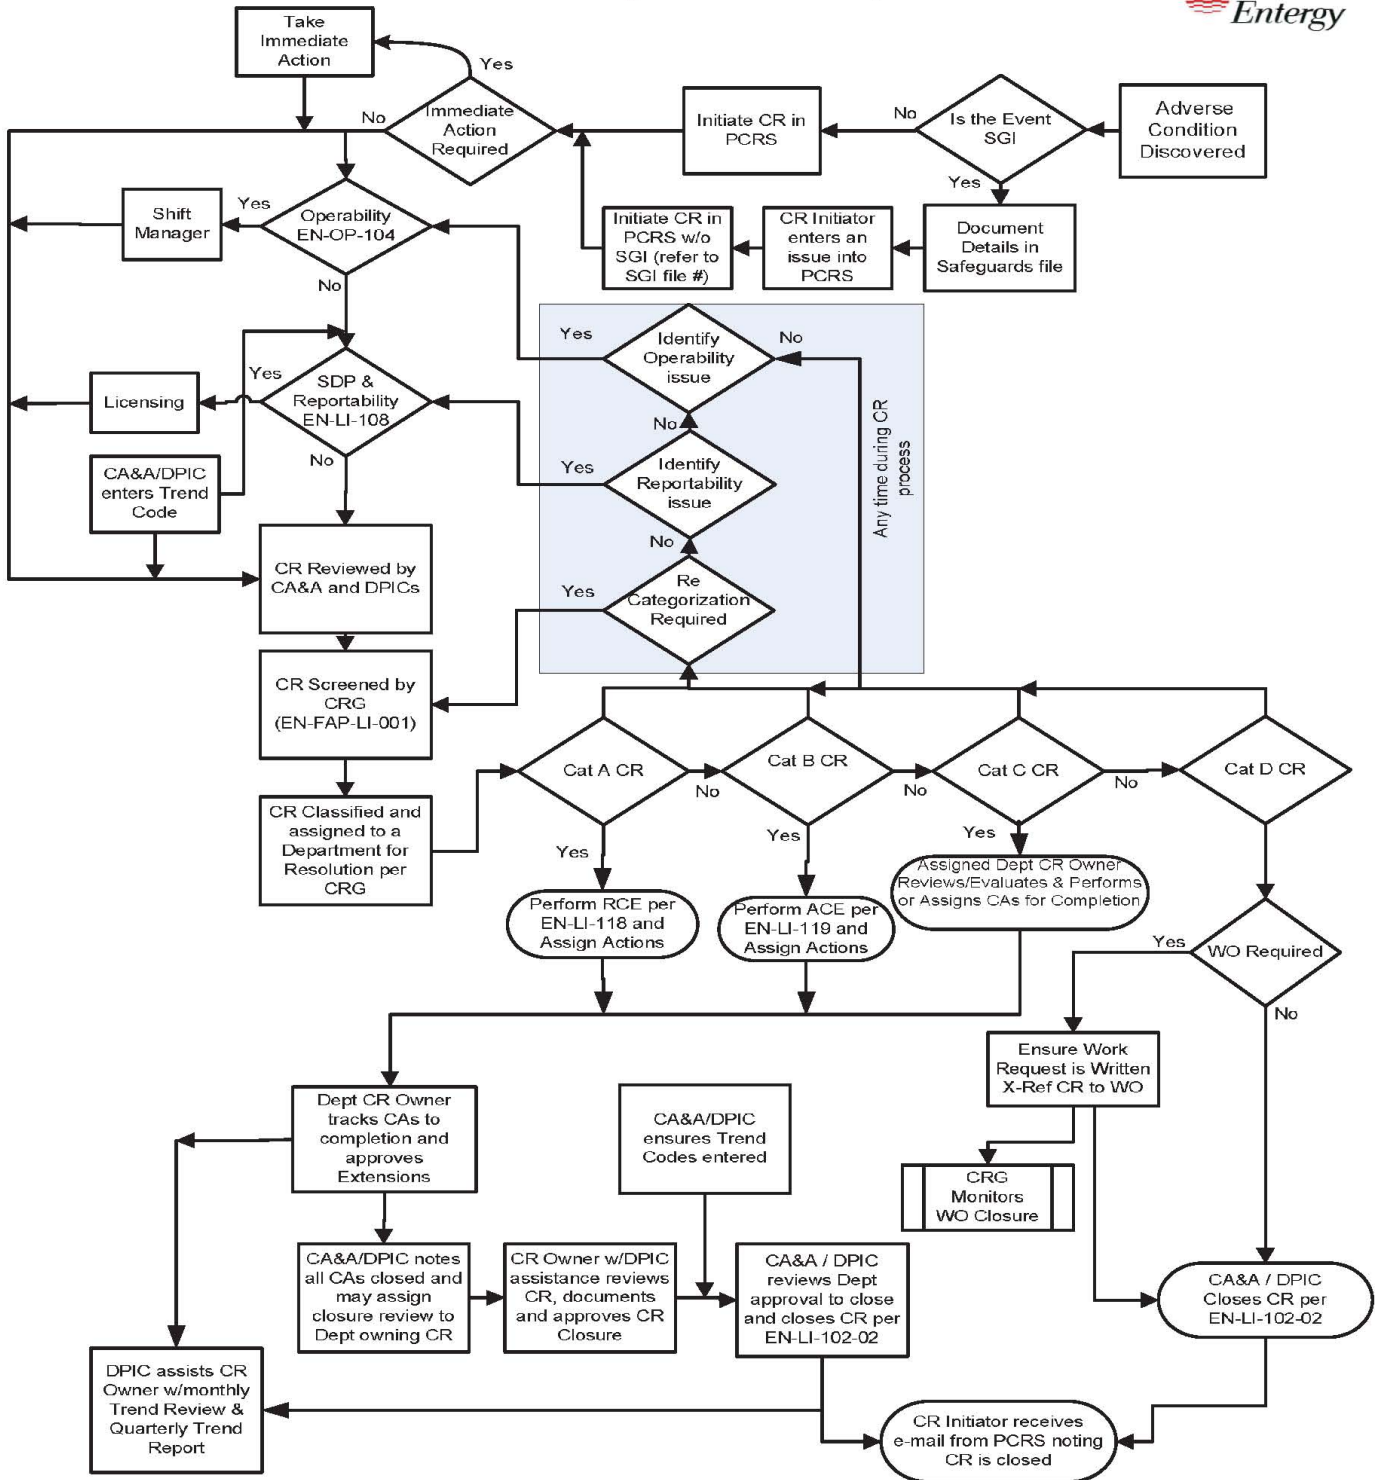 Entergy
Take
Immediate
Action
Yes
No
Immediate
Action
Required
Initiate CR in
PCRS
No
Is the Event
SGI
Adverse
Condition
Discovered
Yes
Shift
Manager
Yes
Operability
EN-OP-104
No
Initiate CR in
PCRS w/o
SGI (refer to
SGI file #)
CR Initiator
enters an
issue into
PCRS
Document
Details in
Safeguards file
Yes
Identify
Operability
issue
No
Licensing
Yes
SDP &
Reportability
EN-LI-108
No
No
Yes
Identify
Reportability
issue
Any time during CR
process
CA&A/DPIC
enters Trend
Code
No
CR Reviewed by
CA&A and DPICs
Yes
Re
Categorization
Required
CR Screened by
CRG
(EN-FAP-LI-001)
CR Classified and
assigned to a
Department for
Resolution per
CRG
Cat A CR
No
Cat B CR
No
Cat C CR
No
Cat D CR
Yes
Yes
Yes
Perform RCE per
EN-LI-118 and
Assign Actions
Perform ACE per
EN-LI-119 and
Assign Actions
Assigned Dept CR Owner
Reviews/Evaluates & Performs
or Assigns CAs for Completion
Yes
WO Required
No
Ensure Work
Request is Written
X-Ref CR to WO
Dept CR Owner
tracks CAs to
completion and
approves
Extensions
CA&A/DPIC
ensures Trend
Codes entered
CRG
Monitors
WO Closure
CA&A/DPIC notes
all CAs closed and
may assign
closure review to
Dept owning CR
CR Owner w/DPIC
assistance reviews
CR, documents
and approves CR
Closure
CA&A / DPIC
reviews Dept
approval to close
and closes CR per
EN-LI-102-02
CA&A / DPIC
Closes CR per
EN-LI-102-02
DPIC assists CR
Owner w/monthly
Trend Review &
Quarterly Trend
Report
CR Initiator receives
e-mail from PCRS noting
CR is closed